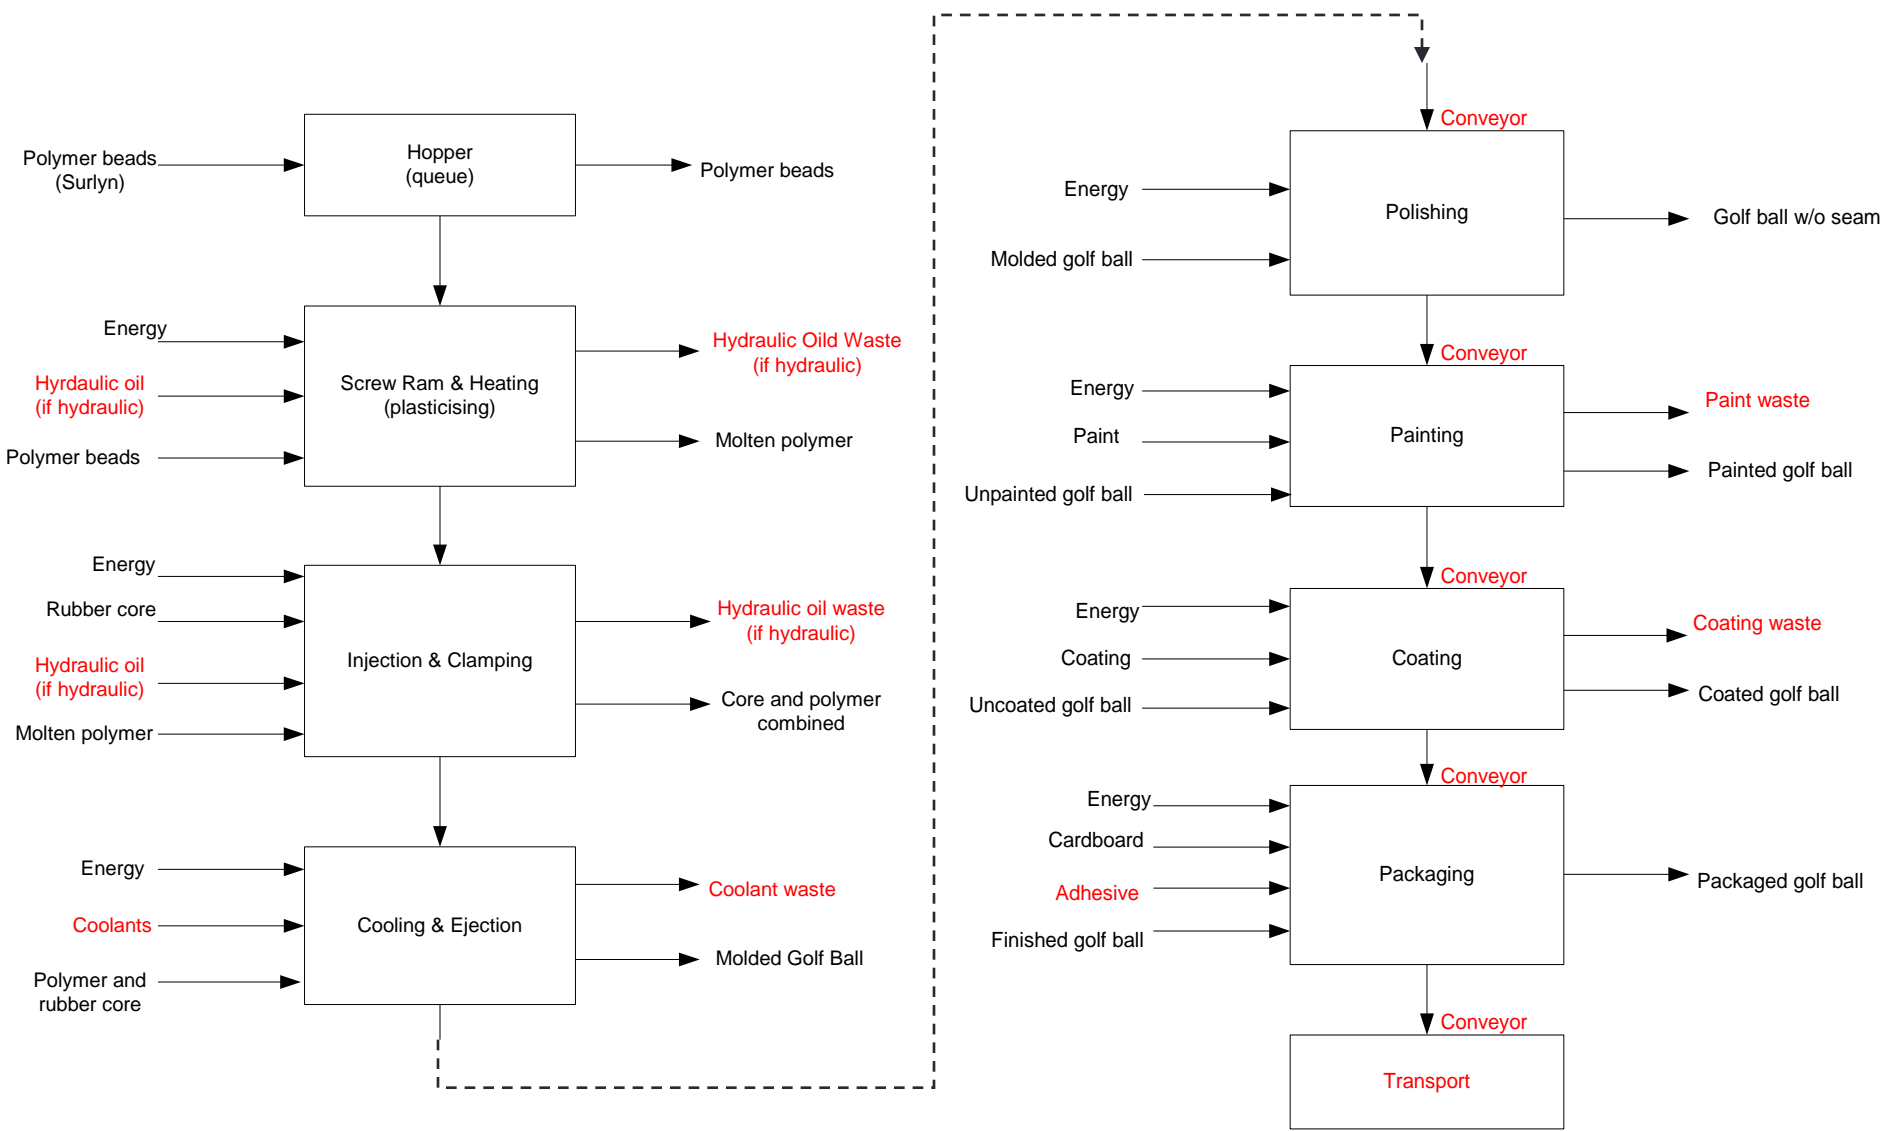 Polymer beads
(Surlyn)
Hopper
(queue)
Polymer beads
Energy
Hyrdaulic oil
(if hydraulic)
Polymer beads
Screw Ram & Heating
(plasticising)
Hydraulic Oild Waste
(if hydraulic)
Molten polymer
Energy
Rubber core
Hydraulic oil
(if hydraulic)
Molten polymer
Injection & Clamping
Hydraulic oil waste
(if hydraulic)
Core and polymer
combined
Energy
Coolants
Polymer and
rubber core
Cooling & Ejection
Coolant waste
Molded Golf Ball
Conveyor
Energy
Molded golf ball
Polishing
Golf ball w/o seam
Conveyor
Energy
Paint
Unpainted golf ball
Painting
Paint waste
Painted golf ball
Conveyor
Energy
Coating
Uncoated golf ball
Coating
Coating waste
Coated golf ball
Conveyor
Energy
Cardboard
Adhesive
Finished golf ball
Packaging
Packaged golf ball
Conveyor
Transport